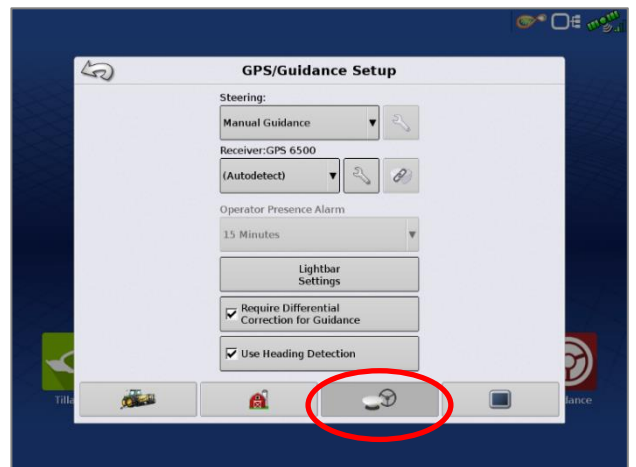 GPS/Guidance Setup
Steering:
Manual Guidance
Receiver:GPS 6500
(Autodetect)
Operator Presence Alarm
15 Minutes
Lightbar
Settings
Require Differential
Correction for Guidance
Use Heading Detection
Tilla
dance